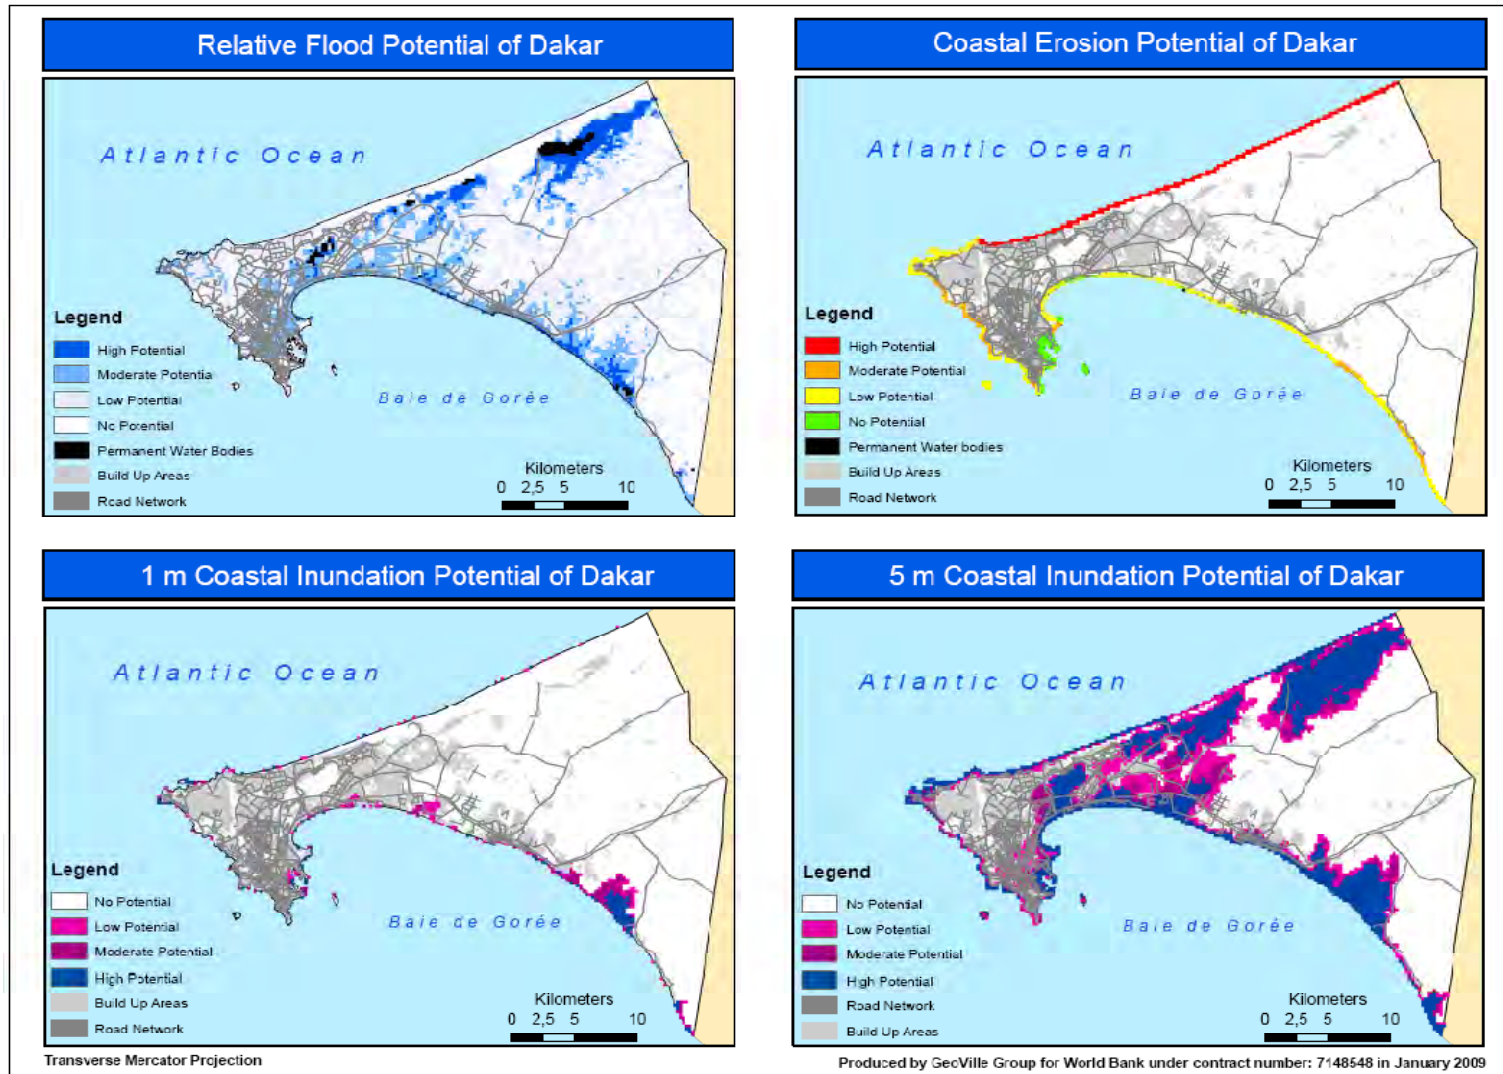 Relative Flood Potential of Dakar
Atlantic Ocean
Baie de Gorée
Legend
High Potential
Moderate Potential
Low Potential
No Potential
Permanent Water Bodies
Build Up Areas
Road Network
Kilometers
0 2,5 5 10
Coastal Erosion Potential of Dakar
Atlantic Ocean
Baie de Gorée
Legend
High Potential
Moderate Potential
Low Potential
No Potential
Permanent Water bodies
Build Up Areas
Road Network
Kilometers
0 2,5 5 10
1 m Coastal Inundation Potential of Dakar
Atlantic Ocean
Baie de Gorée
Legend
No Potential
Low Potential
Moderate Potential
High Potential
Build Up Areas
Road Network
Kilometers
0 2,5 5 10
5 m Coastal Inundation Potential of Dakar
Atlantic Ocean
Baie de Gorée
Legend
No Potential
Low Potential
Moderate Potential
High Potential
Road Network
Build Up Areas
Kilometers
0 2,5 5 10
Transverse Mercator Projection
Produced by GeoVille Group for World Bank under contract number: 7148548 in January 2009